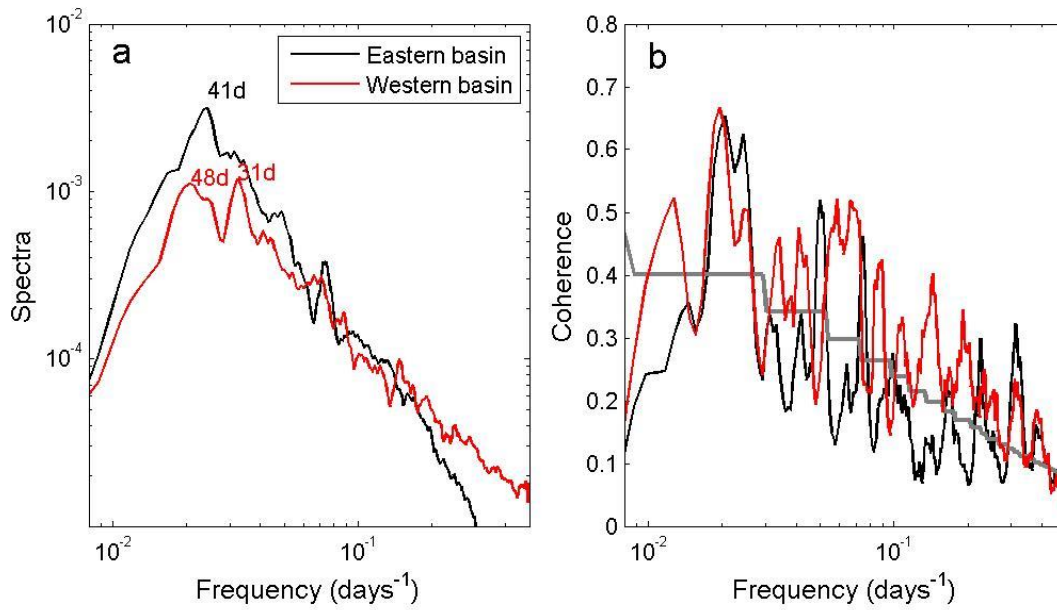 a
Eastern basin
Western basin
41d
48d
31d
10⁻²
10⁻³
10⁻⁴
Spectra
10⁻²
10⁻¹
Frequency (days⁻¹)
b
0.8
0.7
0.6
0.5
0.4
0.3
0.2
0.1
0
Coherence
10⁻²
10⁻¹
Frequency (days⁻¹)